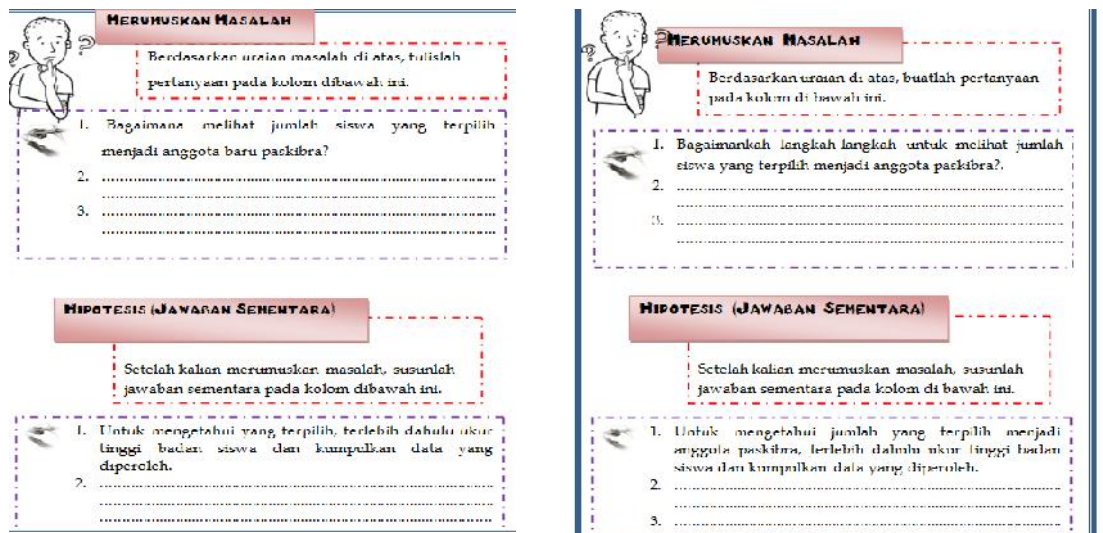 MERUMUSKAN MASALAH
Berdasarkan uraian masalah di atas, tulislah
pertanyaan pada kolom dibawah ini.
1. Bagaimana melihat jumlah siswa yang terpilih
menjadi anggota baru paskibra?
2. ........................................
........................................
3. ........................................
........................................
HIPOTESIS (JAWABAN SEMENTARA)
Setelah kalian merumuskan masalah, susunlah
jawaban sementara pada kolom dibawah ini.
1. Untuk mengetahui yang terpilih, terlebih dahulu ukur
tinggi badan siswa dan kumpulkan data yang
diperoleh.
2. ........................................
........................................
........................................
MERUMUSKAN MASALAH
Berdasarkan uraian di atas, buatlah pertanyaan
pada kolom di bawah ini.
1. Bagaimankah langkah-langkah untuk melihat jumlah
siswa yang terpilih menjadi anggota paskibra?.
2. ........................................
........................................
3. ........................................
........................................
HIPOTESIS (JAWABAN SEMENTARA)
Setelah kalian merumuskan masalah, susunlah
jawaban sementara pada kolom di bawah ini.
1. Untuk mengetahui jumlah yang terpilih menjadi
anggota paskibra, terlebih dahulu ukur tinggi badan
siswa dan kumpulkan data yang diperoleh.
2. ........................................
........................................
3. ........................................